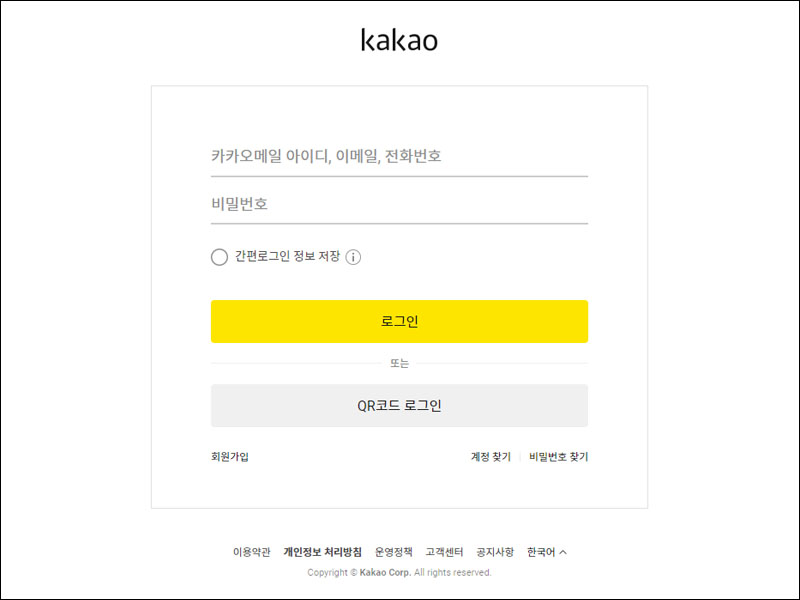 kakao
카카오메일 아이디, 이메일, 전화번호
비밀번호
간편로그인 정보 저장
로그인
또는
QR코드 로그인
회원가입 계정 찾기 비밀번호 찾기
이용약관 개인정보 처리방침 운영정책 고객센터 공지사항 한국어
Copyright © Kakao Corp. All rights reserved.